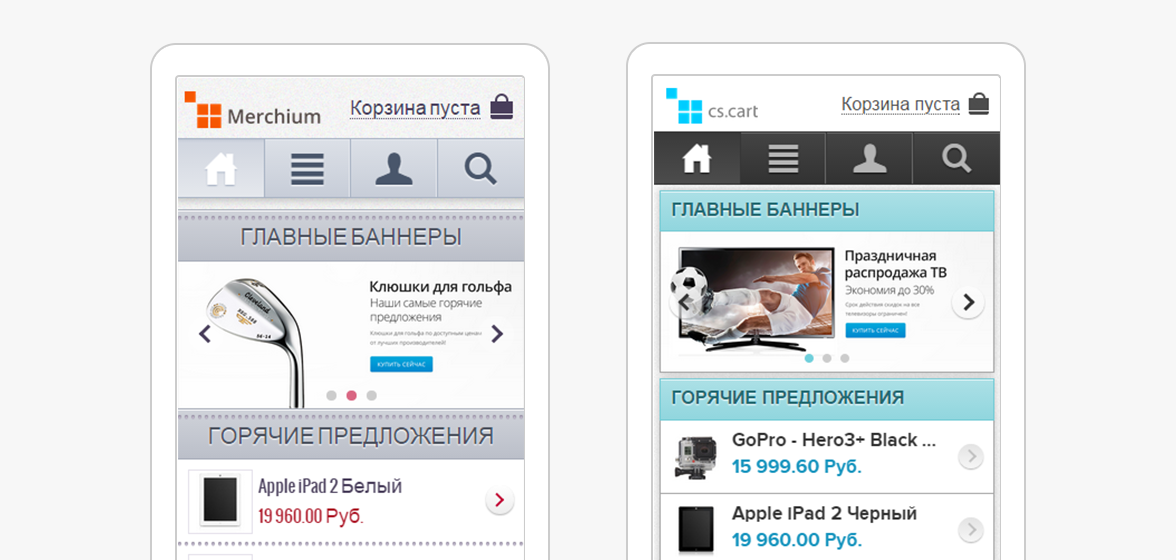 Merchium
Корзина пуста
ГЛАВНЫЕ БАННЕРЫ
Клюшки для гольфа
Наши самые горячие
предложения
Клюшки для гольфа по доступным ценам
от лучших производителей!
КУПИТЬ СЕЙЧАС
ГОРЯЧИЕ ПРЕДЛОЖЕНИЯ
Apple iPad 2 Белый
19 960.00 Руб.
cs.cart
Корзина пуста
ГЛАВНЫЕ БАННЕРЫ
Праздничная
распродажа ТВ
Экономия до 30%
Срок действия скидок на все
телевизоры ограничен!
КУПИТЬ СЕЙЧАС
ГОРЯЧИЕ ПРЕДЛОЖЕНИЯ
GoPro - Hero3+ Black ...
15 999.60 Руб.
Apple iPad 2 Черный
19 960.00 Руб.